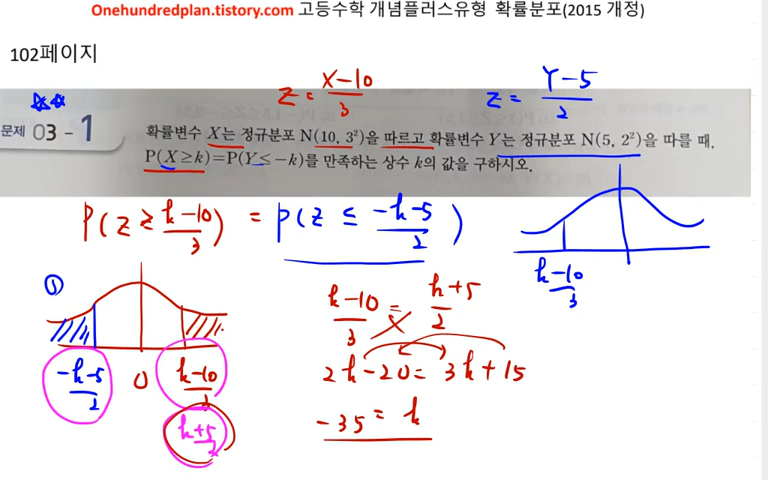 Onehundredplan.tistory.com 고등수학 개념플러스유형 확률분포(2015 개정)
102페이지
Z = X-10/3
Z = Y-5/2
문제 03-1
확률변수 X는 정규분포 N(10, 3²)을 따르고 확률변수 Y는 정규분포 N(5, 2²)을 따를 때,
P(X≥k)=P(Y≤-k)를 만족하는 상수 k의 값을 구하시오.
P(Z ≥ k-10/3) = P(Z ≤ -k-5/2)
k-10/3
①
-k-5/2 0 k-10/3
k+5/2
k-10/3 = k+5/2
2k-20 = 3k+15
-35 = k